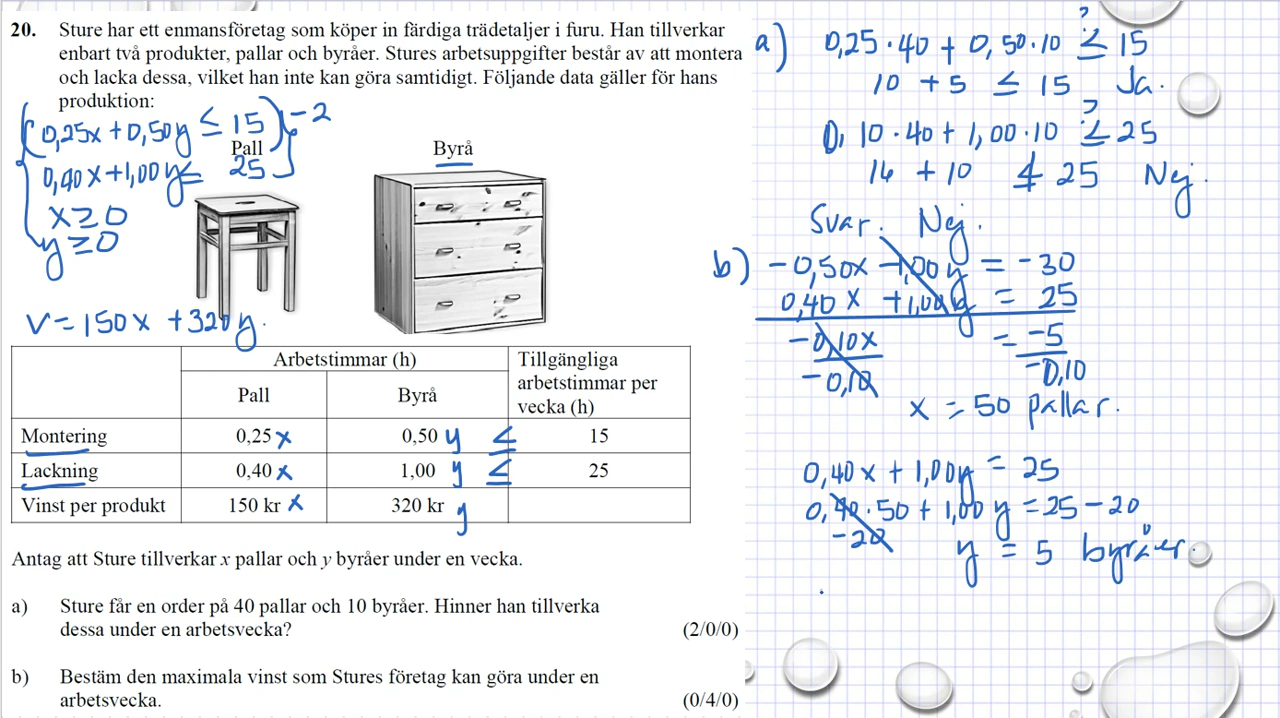 20. Sture har ett enmansföretag som köper in färdiga trädetaljer i furu. Han tillverkar
enbart två produkter, pallar och byråer. Stures arbetsuppgifter består av att montera
och lacka dessa, vilket han inte kan göra samtidigt. Följande data gäller för hans
produktion:
0,25x + 0,50y ≤ 15 ) · -2
Pall
Byrå
0,40x + 1,00y ≤ 25
x ≥ 0
y ≥ 0
V = 150x + 320y.
Arbetstimmar (h)
Tillgängliga arbetstimmar per vecka (h)
Pall Byrå
Montering 0,25 x 0,50 y ≤ 15
Lackning 0,40 x 1,00 y ≤ 25
Vinst per produkt 150 kr x 320 kr y
Antag att Sture tillverkar x pallar och y byråer under en vecka.
a) Sture får en order på 40 pallar och 10 byråer. Hinner han tillverka
dessa under en arbetsvecka? (2/0/0)
b) Bestäm den maximala vinst som Stures företag kan göra under en
arbetsvecka. (0/4/0)
a) 0,25·40 + 0,50·10 ≤ 15
?
10 + 5 ≤ 15 Ja.
?
0,10·40 + 1,00·10 ≤ 25
16 + 10 ≰ 25 Nej.
Svar. Nej.
b) -0,50x -1,00y = -30
0,40x + 1,00y = 25
-0,10x = -5
-0,10 -0,10
x = 50 pallar.
0,40x + 1,00y = 25
0,40·50 + 1,00y = 25 - 20
-20
y = 5 byråer.